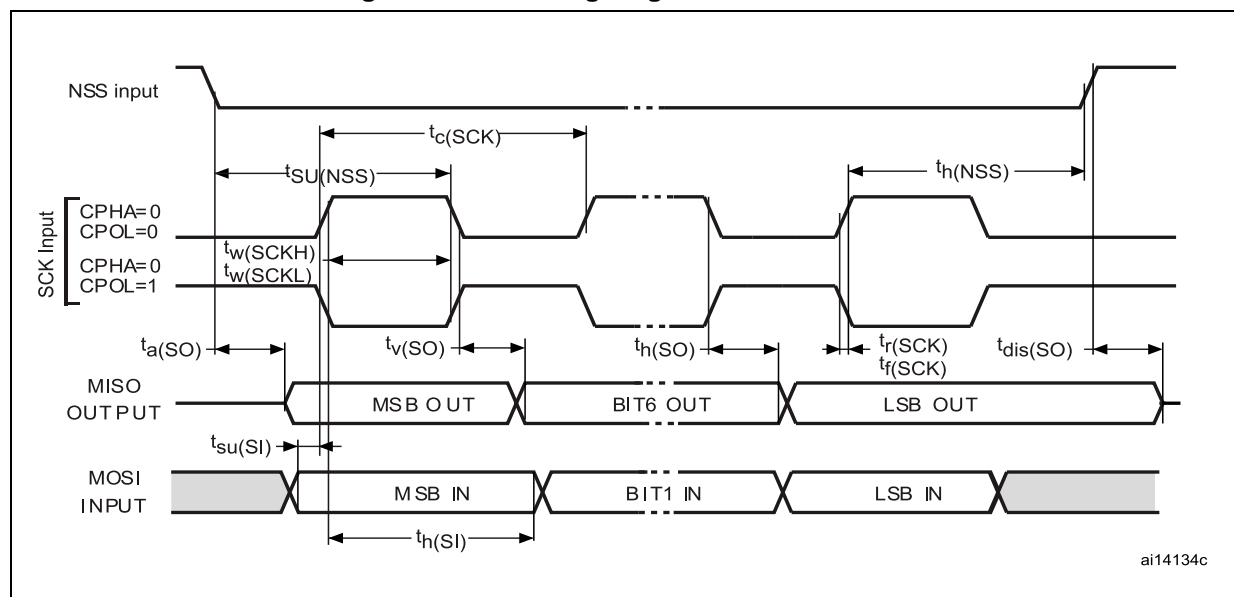 NSS input
tc(SCK)
tSU(NSS)
th(NSS)
SCK Input
CPHA=0
CPOL=0
tw(SCKH)
CPHA=0
tw(SCKL)
CPOL=1
ta(SO)
tv(SO)
th(SO)
tr(SCK)
tf(SCK)
tdis(SO)
MISO
OUTPUT
MSB OUT
BIT6 OUT
LSB OUT
tsu(SI)
MOSI
INPUT
MSB IN
BIT1 IN
LSB IN
th(SI)
ai14134c